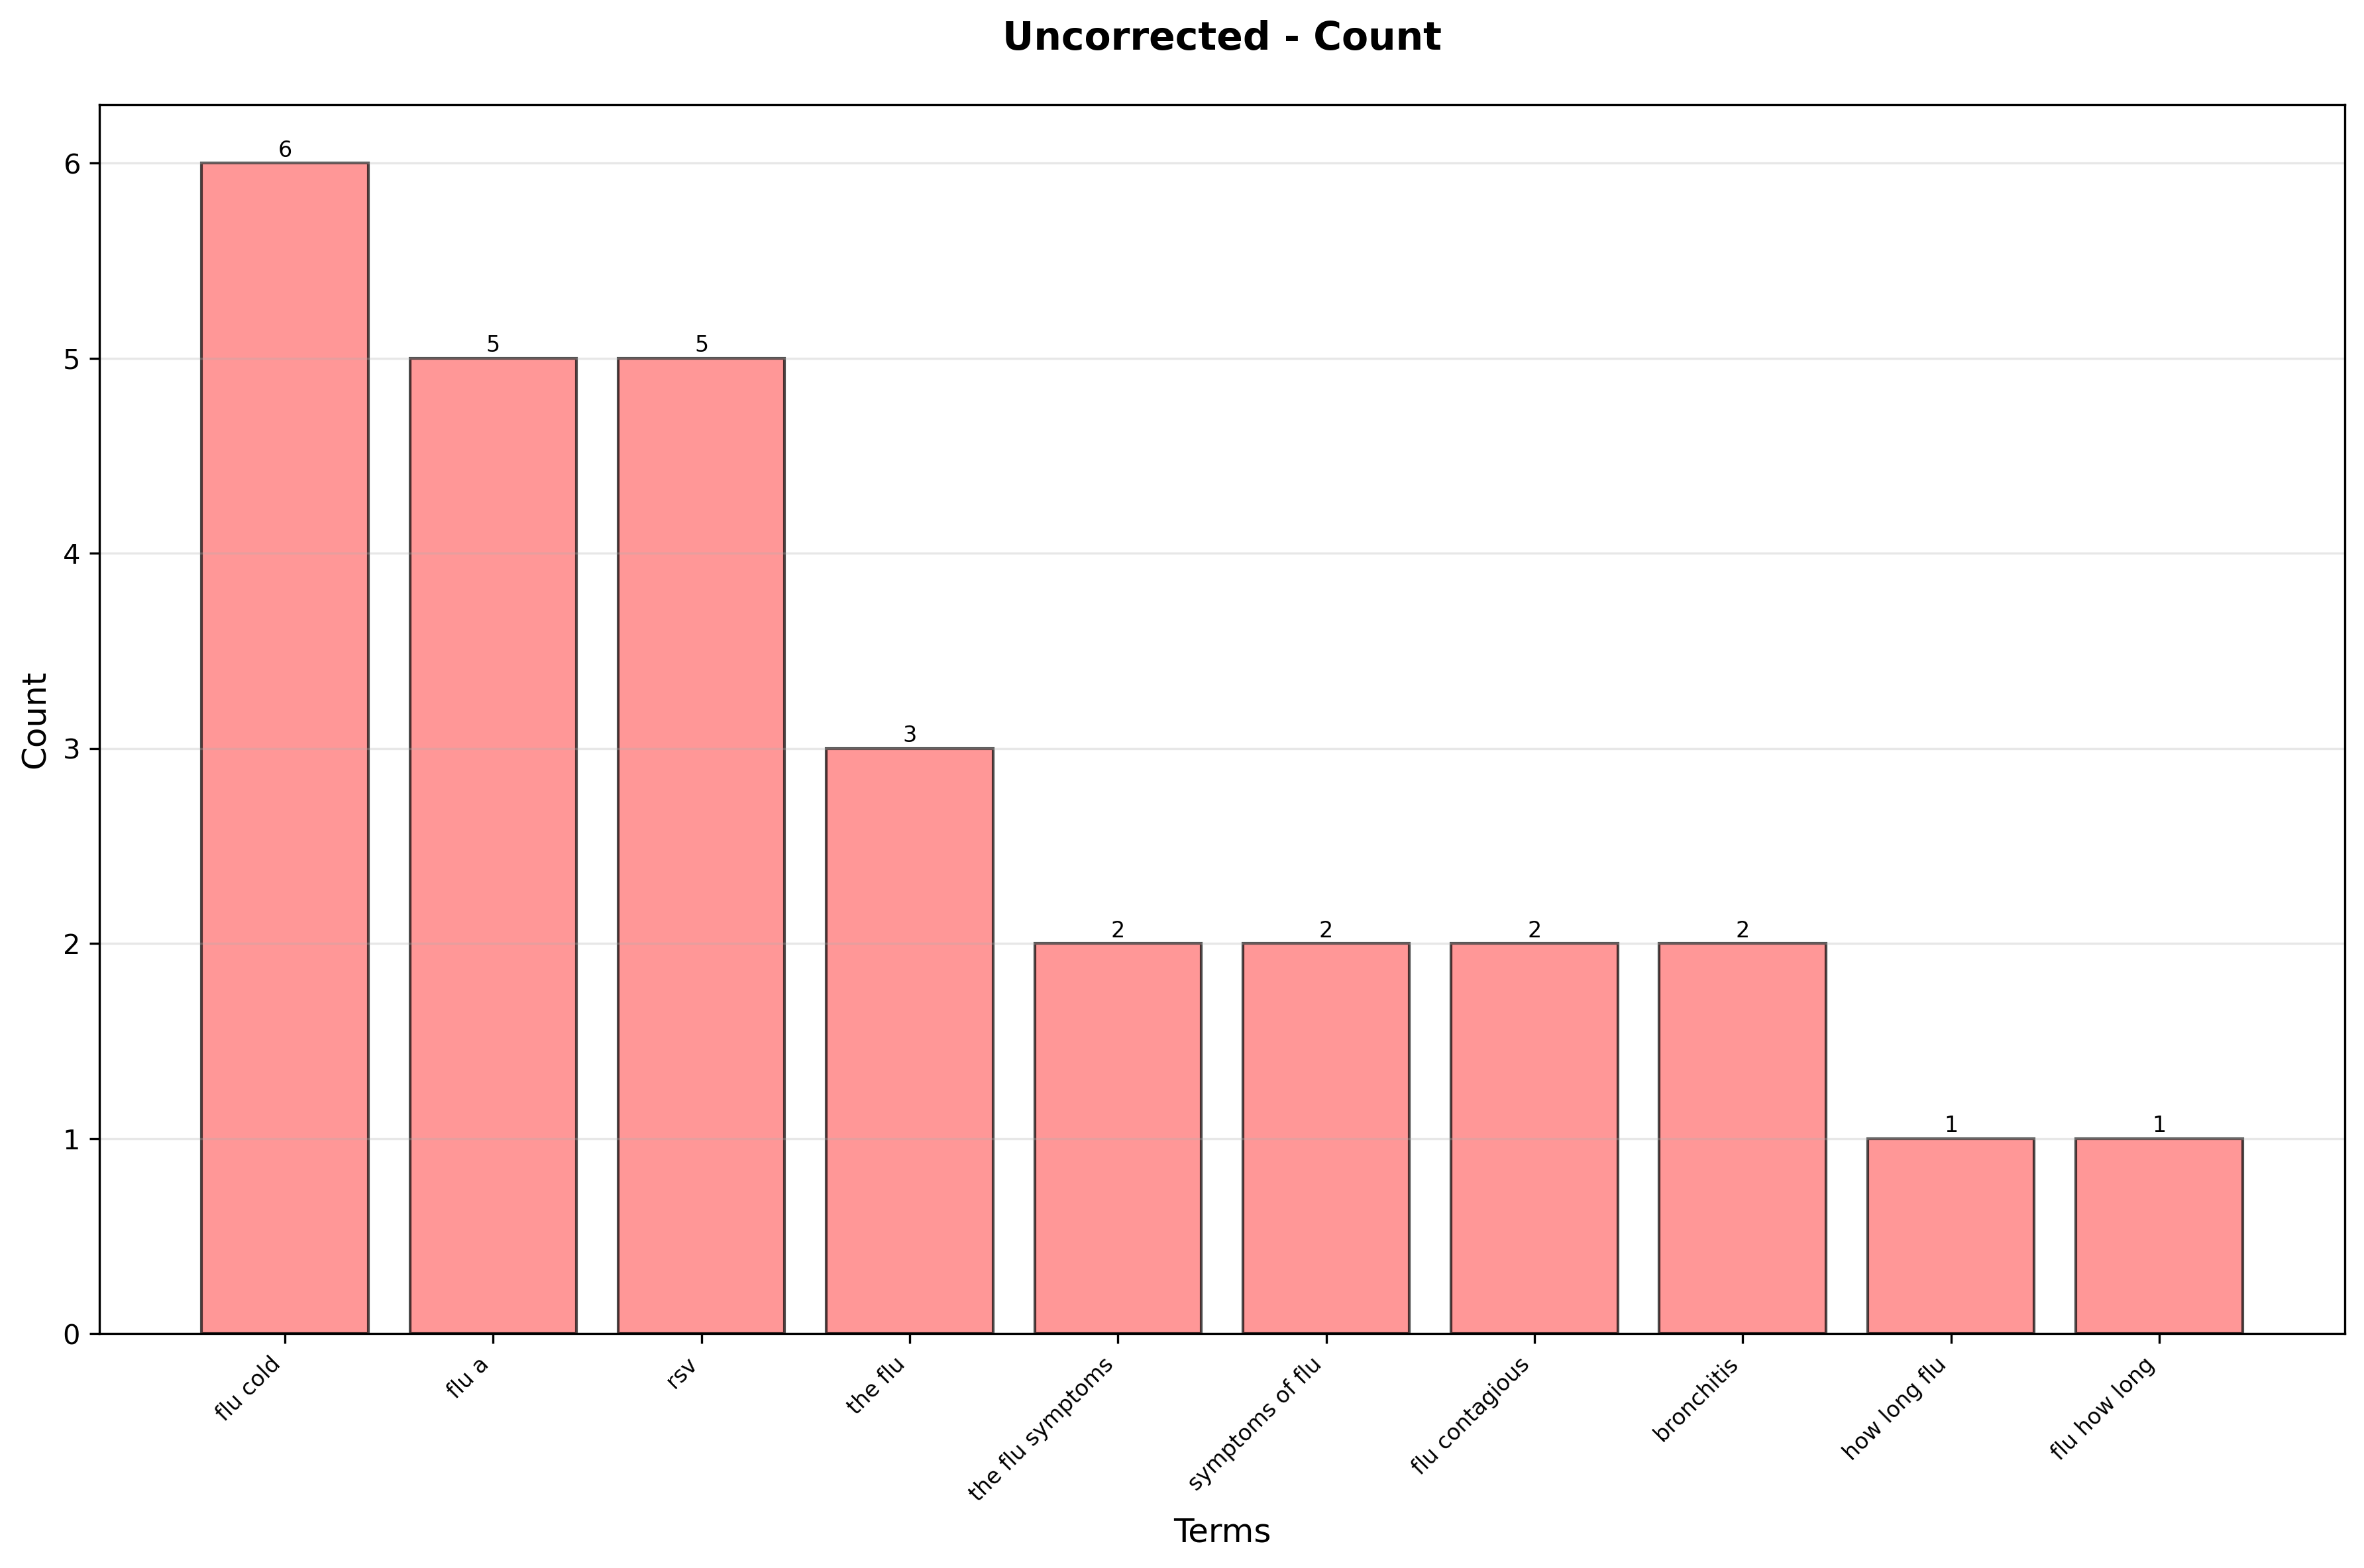 Uncorrected - Count
6
5
4
3
2
1
0
Count
6
5
5
3
2
2
2
2
1
1
flu cold
flu a
rsv
the flu
the flu symptoms
symptoms of flu
flu contagious
bronchitis
how long flu
flu how long
Terms